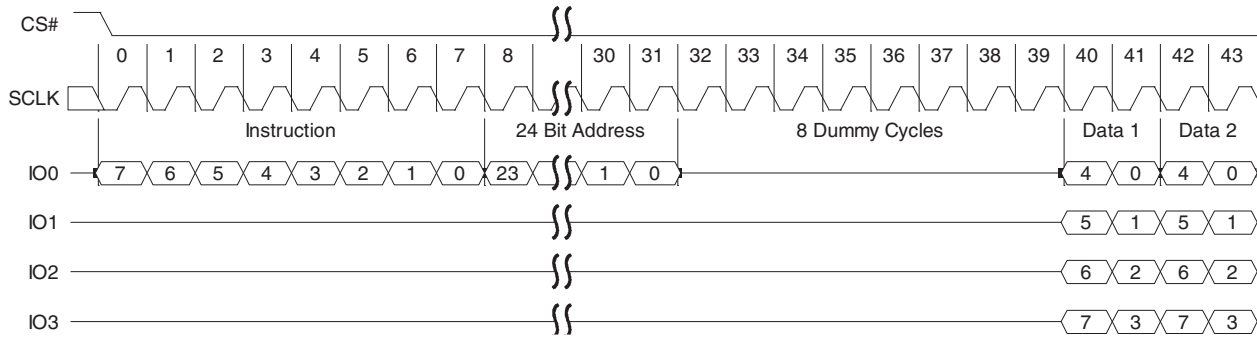 CS#
0 1 2 3 4 5 6 7 8 30 31 32 33 34 35 36 37 38 39 40 41 42 43
SCLK
Instruction 24 Bit Address 8 Dummy Cycles Data 1 Data 2
IO0 7 6 5 4 3 2 1 0 23 1 0 4 0 4 0
IO1 5 1 5 1
IO2 6 2 6 2
IO3 7 3 7 3